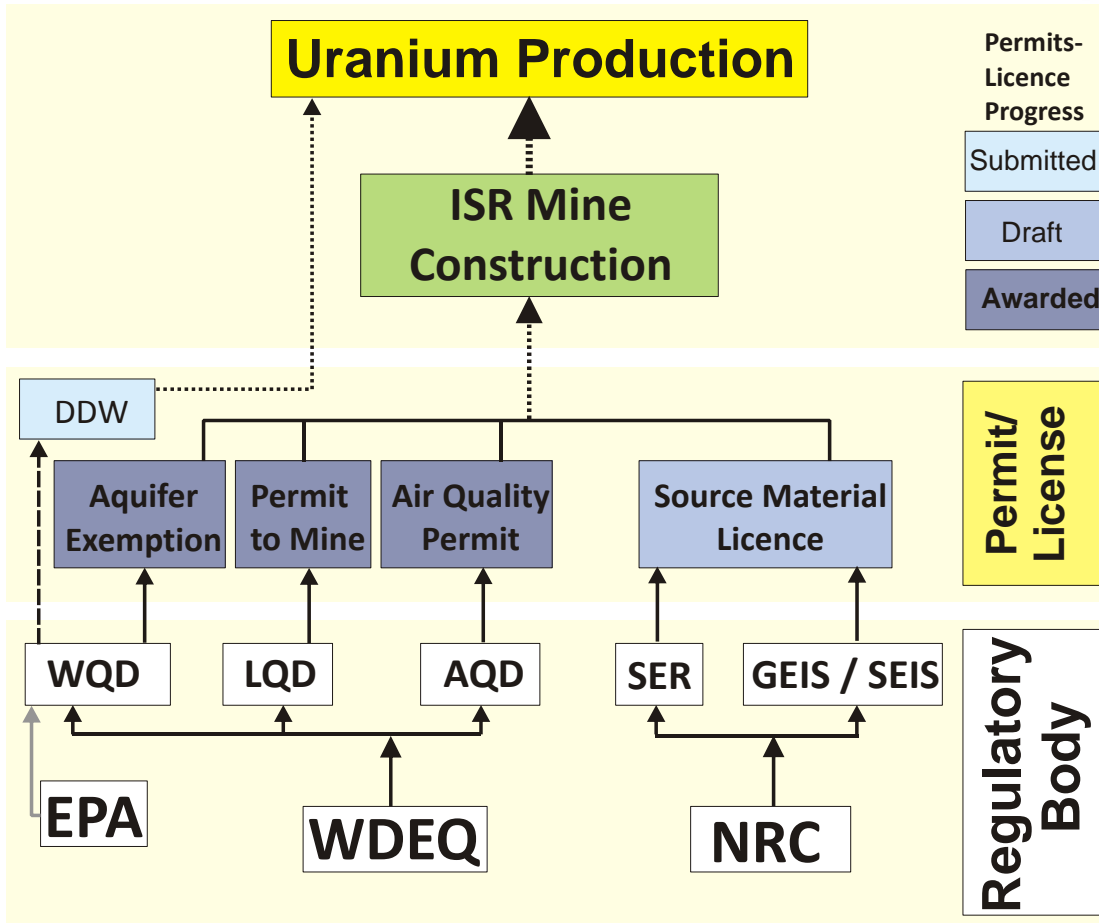 Uranium Production
Permits-
Licence
Progress
Submitted
Draft
Awarded
ISR Mine
Construction
DDW
Aquifer
Exemption
Permit
to Mine
Air Quality
Permit
Source Material
Licence
Permit/
License
WQD
LQD
AQD
SER
GEIS / SEIS
EPA
WDEQ
NRC
Regulatory
Body